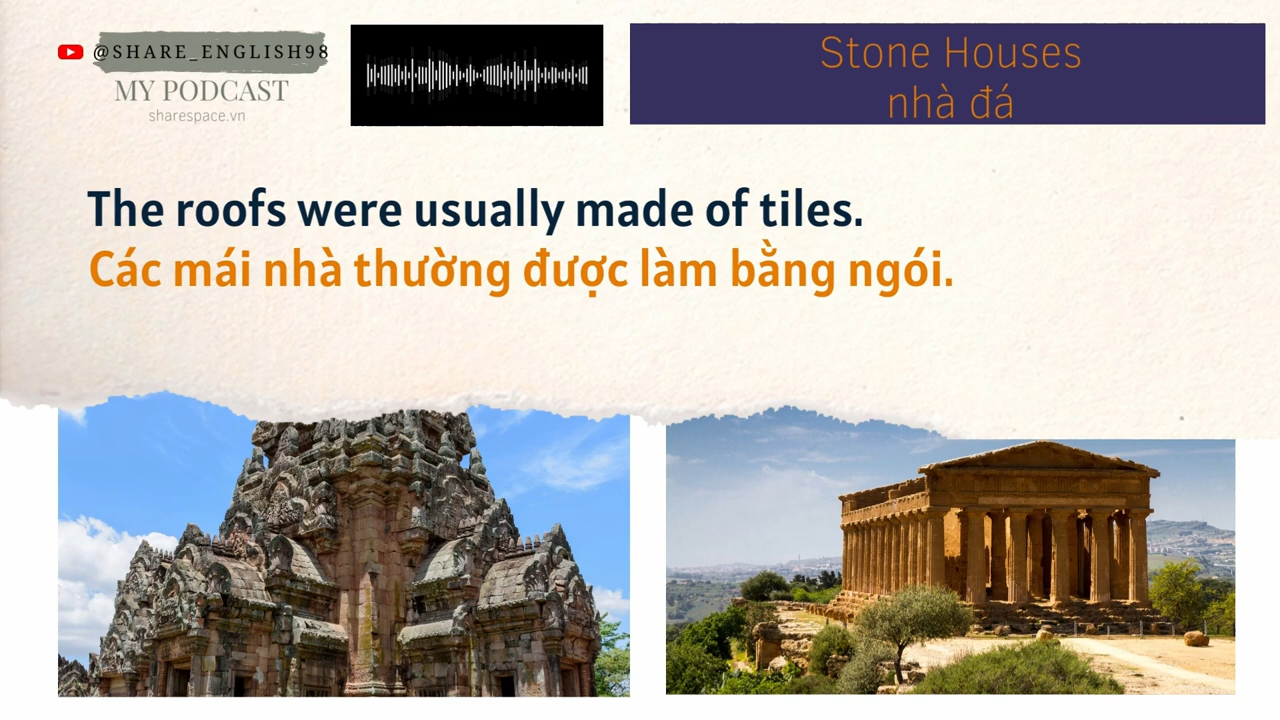 @SHARE_ENGLISH98
MY PODCAST
sharespace.vn
Stone Houses
nhà đá
The roofs were usually made of tiles.
Các mái nhà thường được làm bằng ngói.